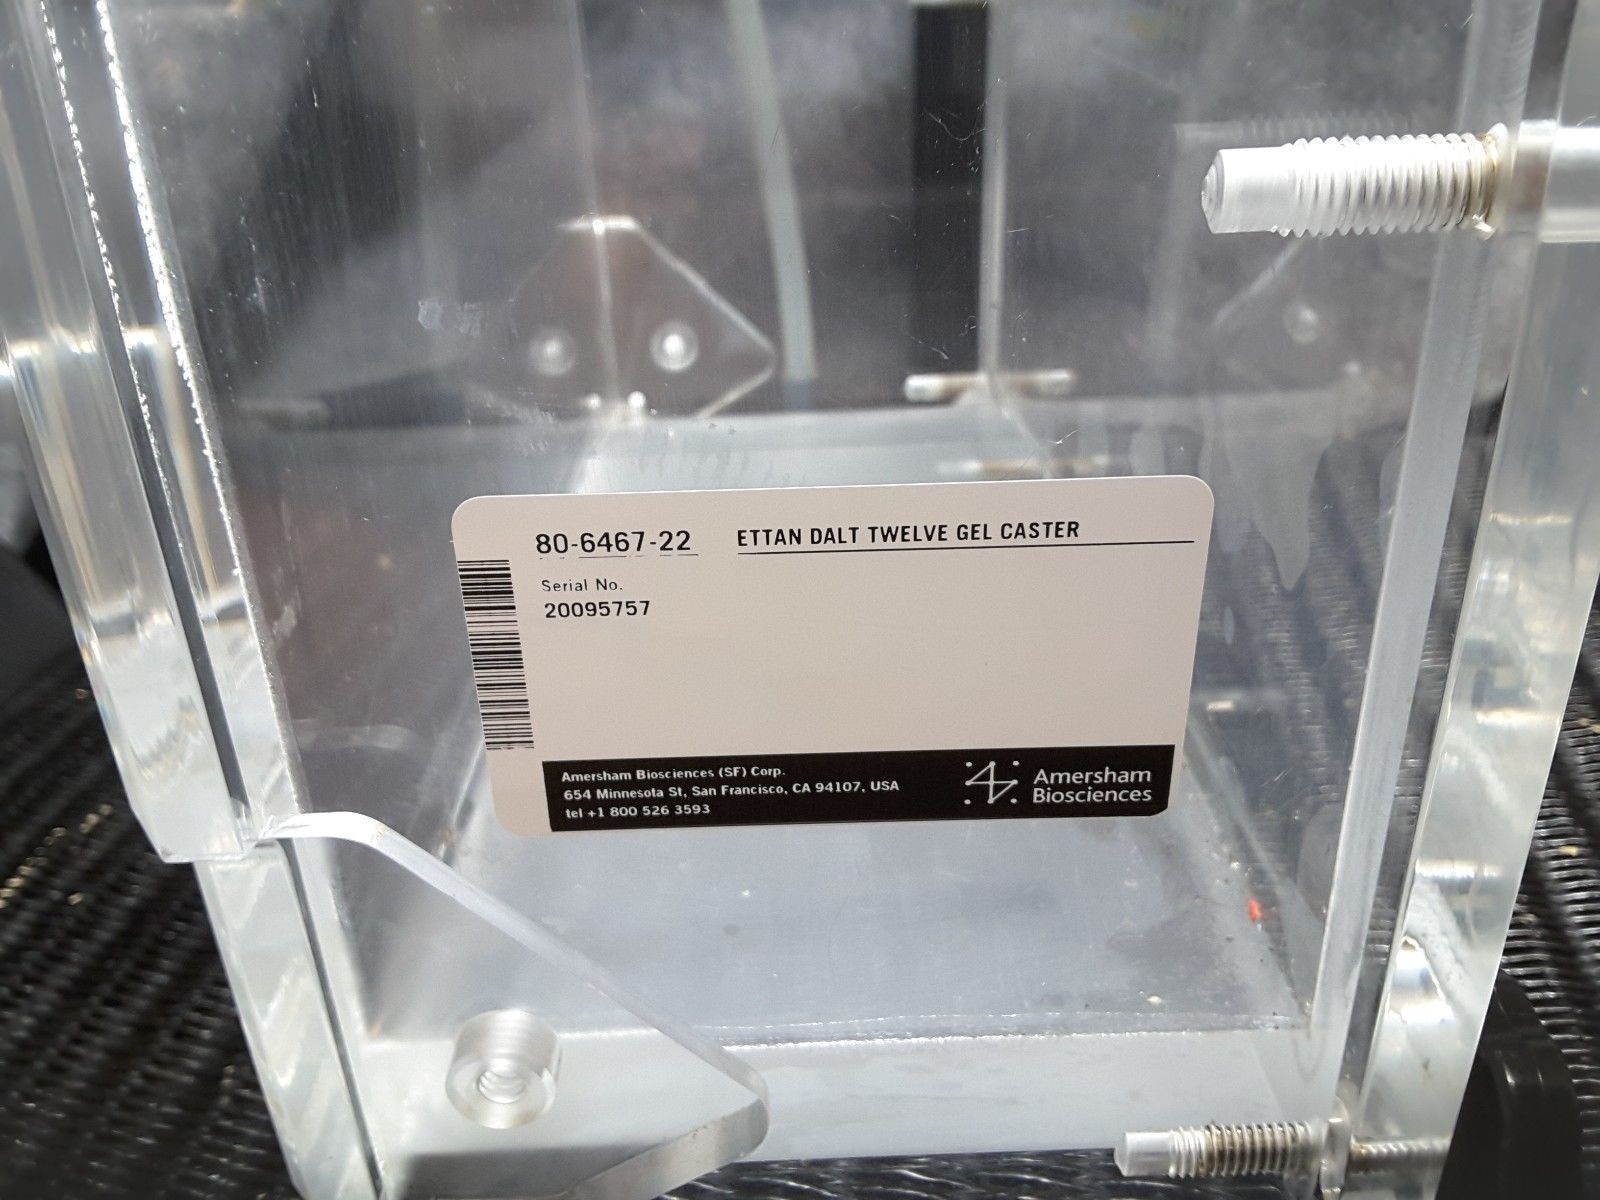 80-6467-22 ETTAN DALT TWELVE GEL CASTER
Serial No.
20095757
Amersham Biosciences (SF) Corp.
654 Minnesota St, San Francisco, CA 94107, USA
tel +1 800 526 3593
Amersham
Biosciences